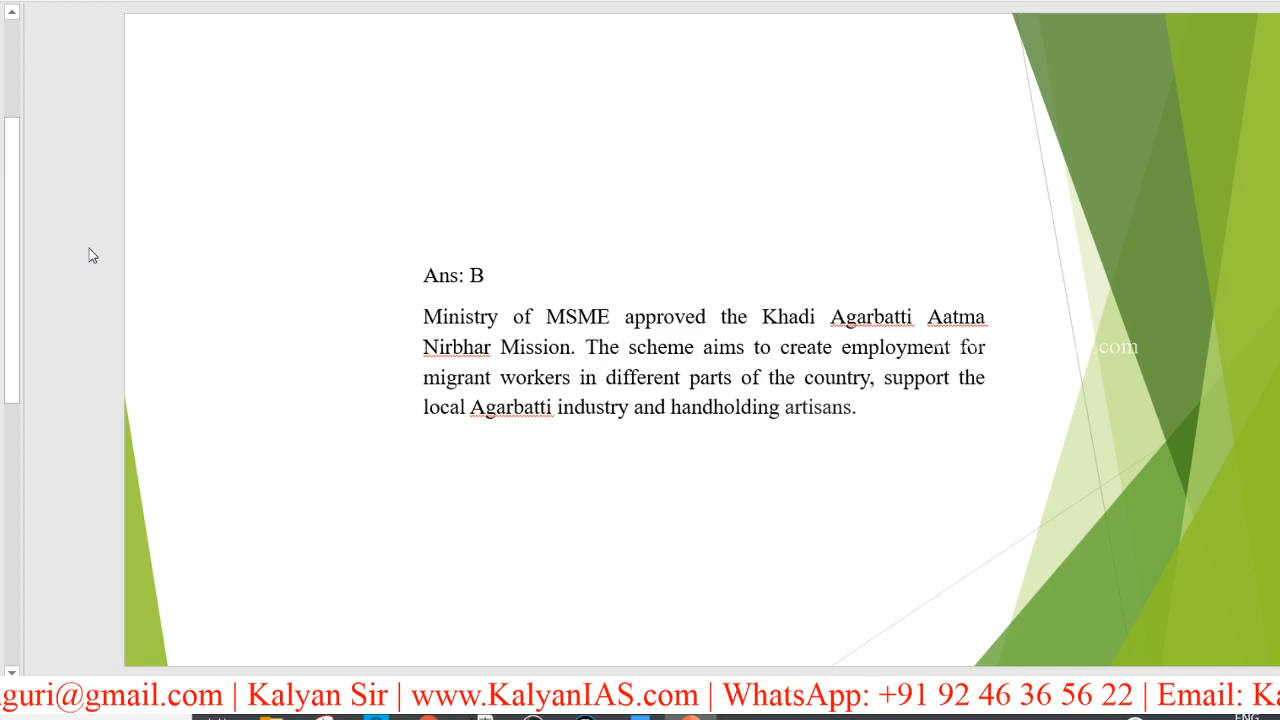 Ans: B
Ministry of MSME approved the Khadi Agarbatti Aatma
Nirbhar Mission. The scheme aims to create employment for
.com
migrant workers in different parts of the country, support the
local Agarbatti industry and handholding artisans.
guri@gmail.com | Kalyan Sir | www.KalyanIAS.com | WhatsApp: +91 92 46 36 56 22 | Email: Ka
ENG